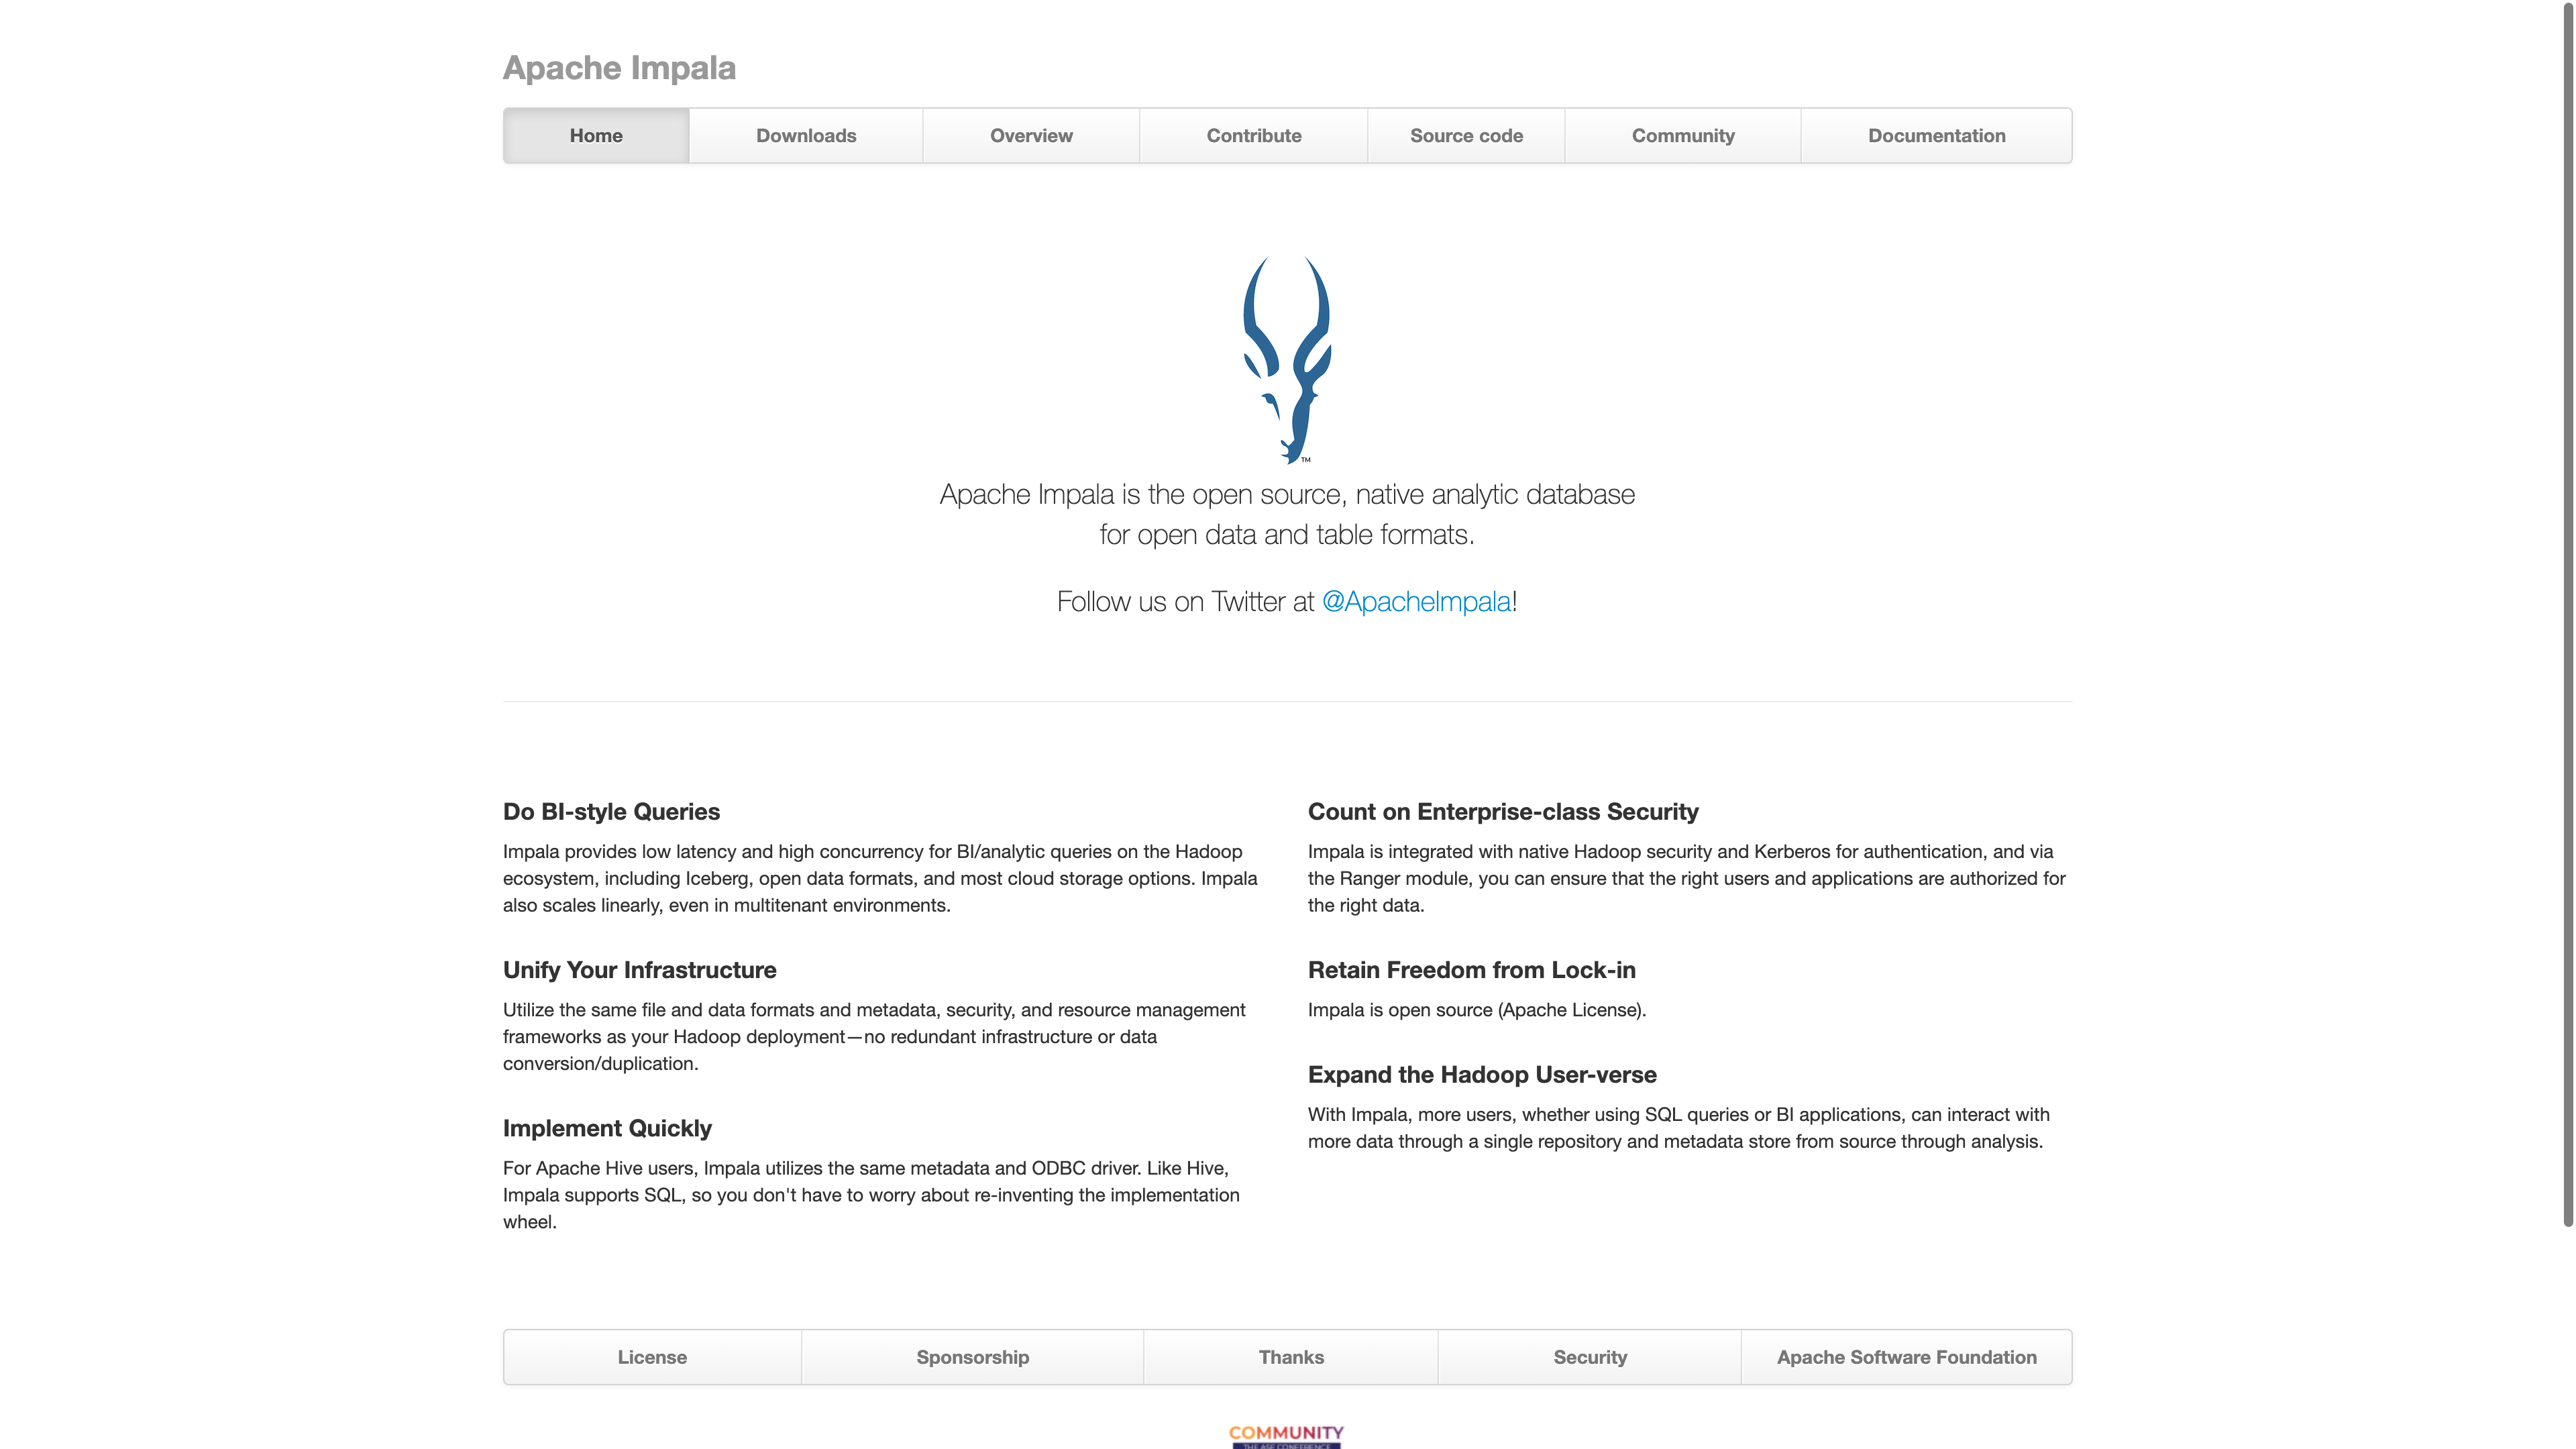 Apache Impala
Home
Downloads
Overview
Contribute
Source code
Community
Documentation
TM
Apache Impala is the open source, native analytic database
for open data and table formats.
Follow us on Twitter at @ApacheImpala!
Do BI-style Queries
Impala provides low latency and high concurrency for BI/analytic queries on the Hadoop
ecosystem, including Iceberg, open data formats, and most cloud storage options. Impala
also scales linearly, even in multitenant environments.
Unify Your Infrastructure
Utilize the same file and data formats and metadata, security, and resource management
frameworks as your Hadoop deployment—no redundant infrastructure or data
conversion/duplication.
Implement Quickly
For Apache Hive users, Impala utilizes the same metadata and ODBC driver. Like Hive,
Impala supports SQL, so you don't have to worry about re-inventing the implementation
wheel.
Count on Enterprise-class Security
Impala is integrated with native Hadoop security and Kerberos for authentication, and via
the Ranger module, you can ensure that the right users and applications are authorized for
the right data.
Retain Freedom from Lock-in
Impala is open source (Apache License).
Expand the Hadoop User-verse
With Impala, more users, whether using SQL queries or BI applications, can interact with
more data through a single repository and metadata store from source through analysis.
License
Sponsorship
Thanks
Security
Apache Software Foundation
COMMUNITY
THE ASF CONFERENCE